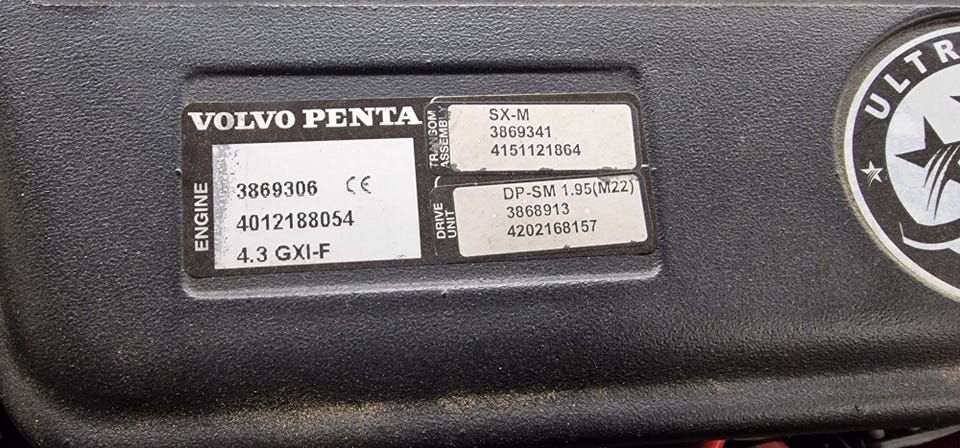 VOLVO PENTA
ENGINE
3869306 CE
4012188054
4.3 GXI-F
TRANSOM
ASSEMBLY
SX-M
3869341
4151121864
DRIVE
UNIT
DP-SM 1.95(M22)
3868913
4202168157
ULTR